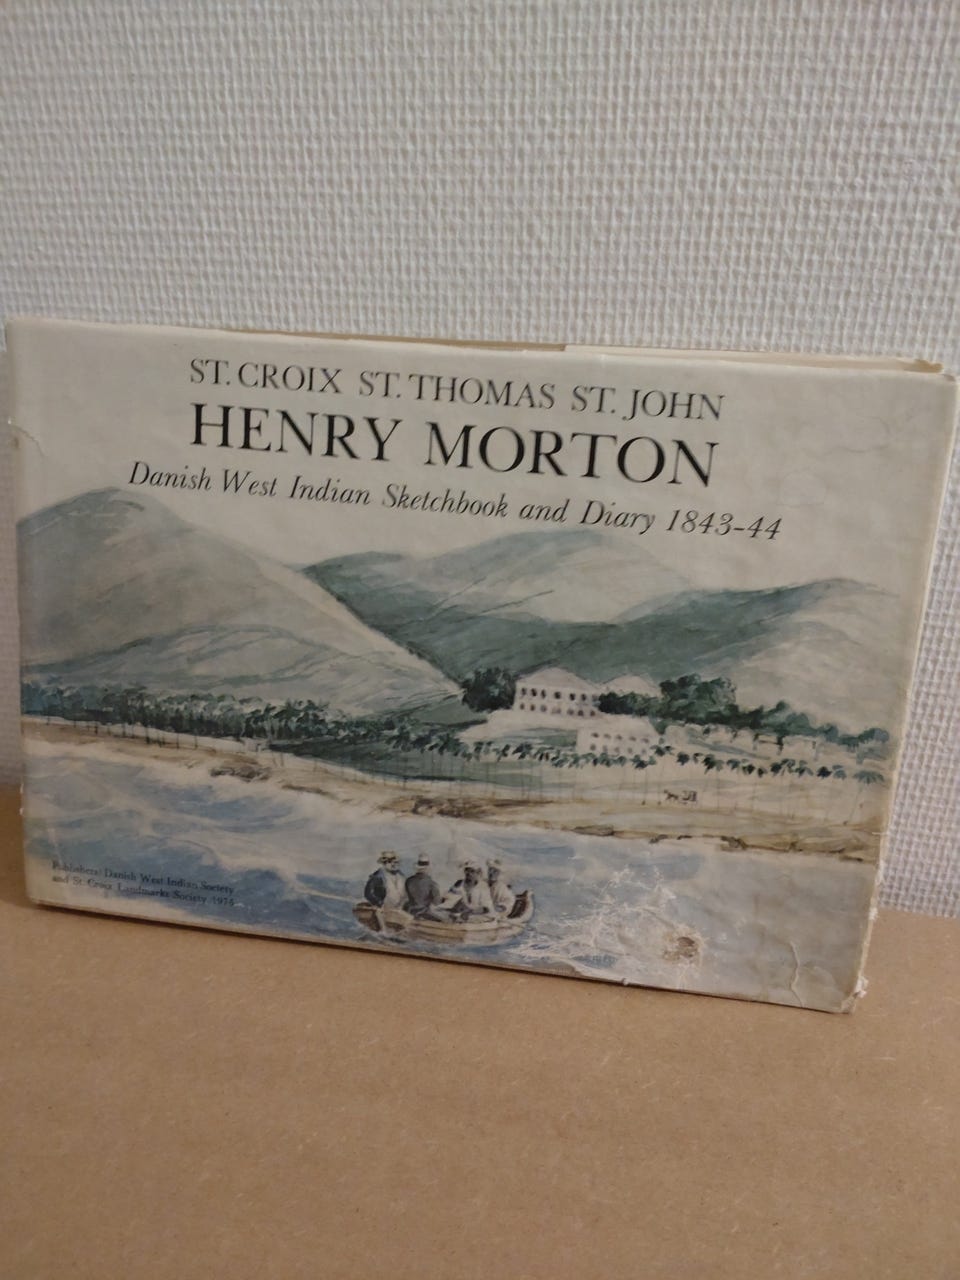 ST. CROIX ST. THOMAS ST. JOHN
HENRY MORTON
Danish West Indian Sketchbook and Diary 1843-44
Publishers: Danish West Indian Society
and St. Croix Landmarks Society 1975